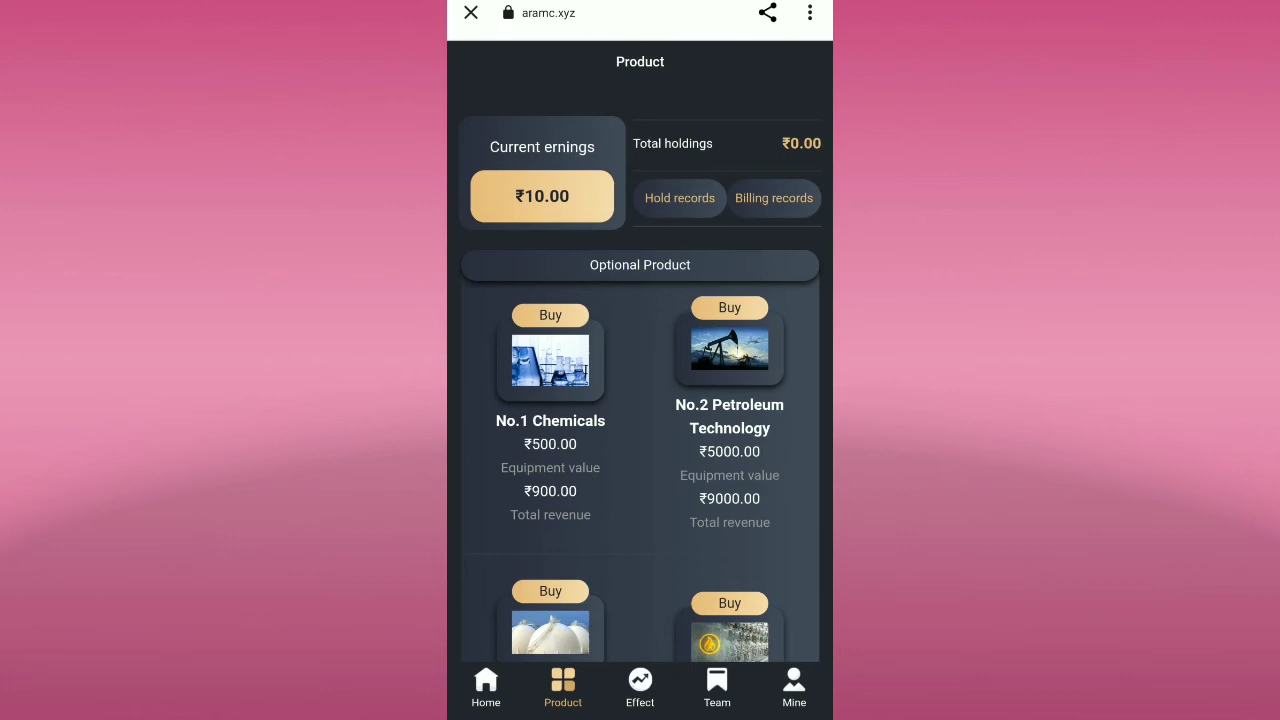 aramc.xyz
Product
Current ernings
₹10.00
Total holdings ₹0.00
Hold records Billing records
Optional Product
Buy
No.1 Chemicals
₹500.00
Equipment value
₹900.00
Total revenue
Buy
No.2 Petroleum
Technology
₹5000.00
Equipment value
₹9000.00
Total revenue
Buy
Buy
Home Product Effect Team Mine